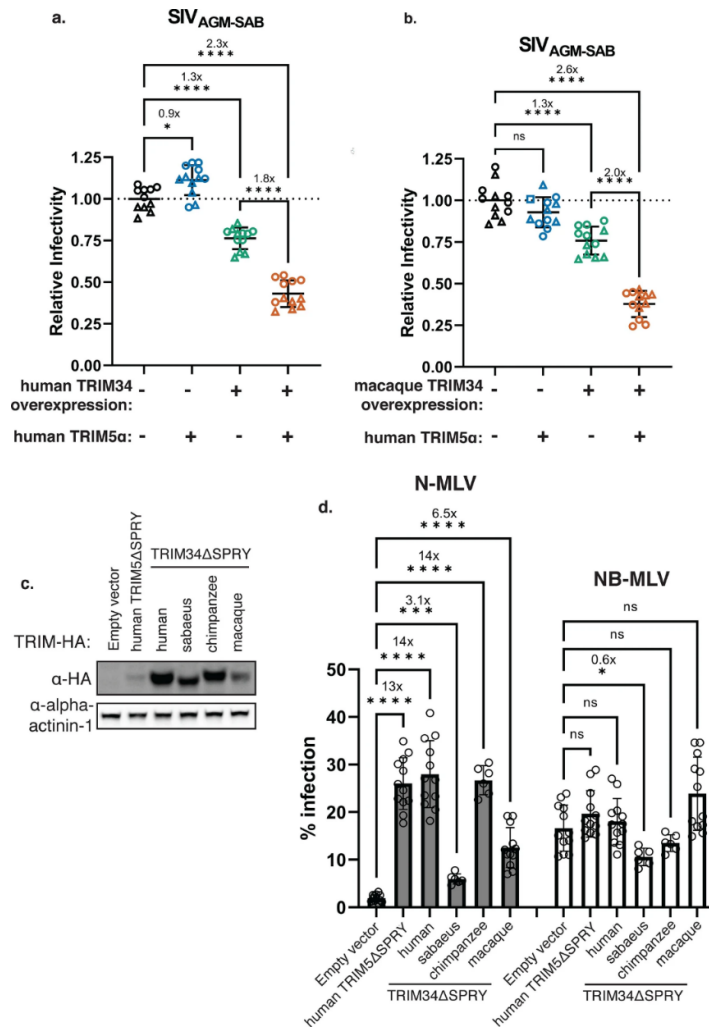 a.
SIVAGM-SAB
2.3x
****
1.3x
****
0.9x
*
1.8x
****
Relative Infectivity
1.25
1.00
0.75
0.50
0.25
0.00
human TRIM34 overexpression: - - + +
human TRIM5α: - + - +
b.
SIVAGM-SAB
2.6x
****
1.3x
****
ns
2.0x
****
Relative Infectivity
1.25
1.00
0.75
0.50
0.25
0.00
macaque TRIM34 overexpression: - - + +
human TRIM5α: - + - +
c.
TRIM-HA:
Empty vector
human TRIM5ΔSPRY
TRIM34ΔSPRY
human
sabaeus
chimpanzee
macaque
α-HA
α-alpha-
actinin-1
d.
N-MLV
6.5x
****
14x
****
3.1x
***
14x
****
13x
****
NB-MLV
ns
ns
0.6x
*
ns
ns
% infection
50
40
30
20
10
0
Empty vector
human TRIM5ΔSPRY
human
sabaeus
chimpanzee
macaque
TRIM34ΔSPRY
Empty vector
human TRIM5ΔSPRY
human
sabaeus
chimpanzee
macaque
TRIM34ΔSPRY